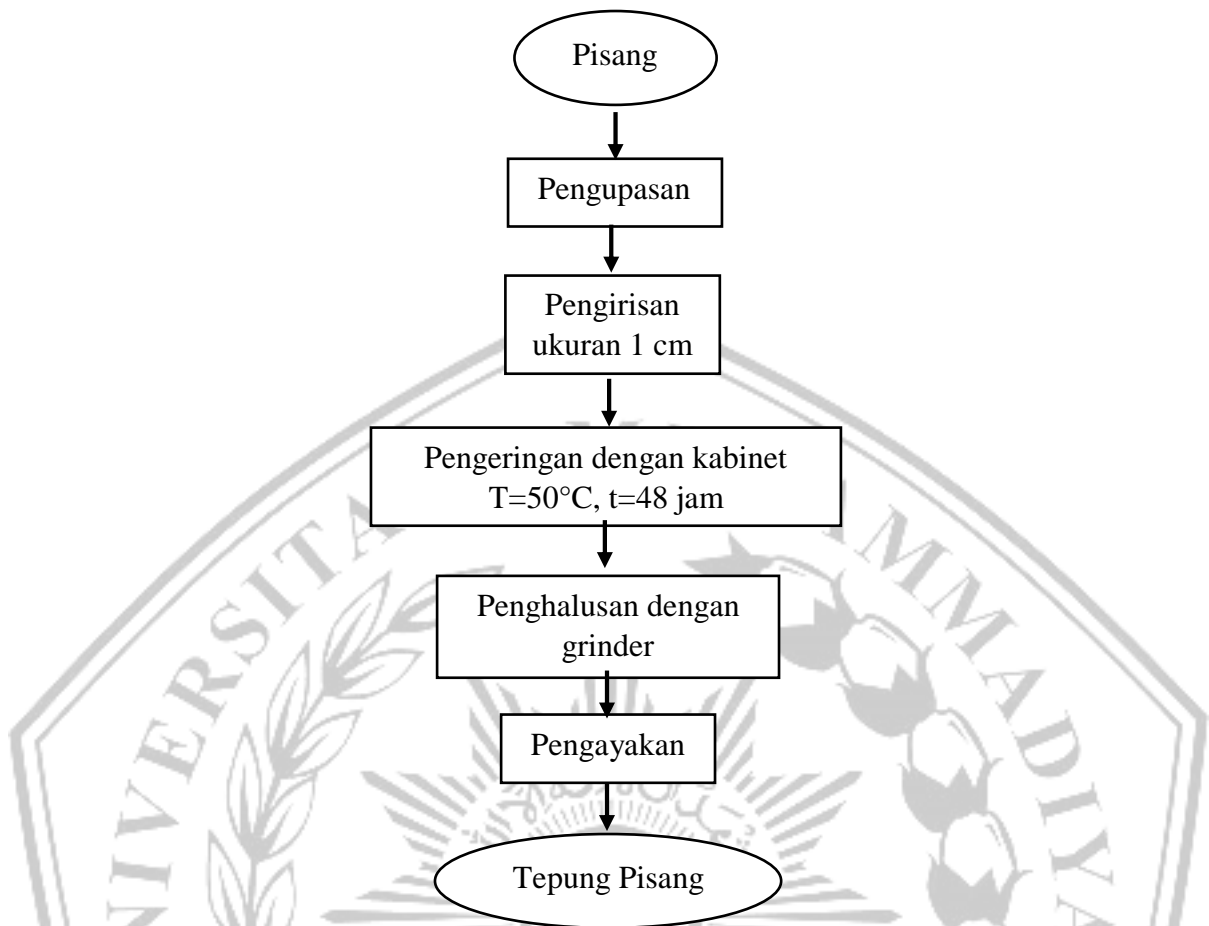 Pisang
Pengupasan
Pengirisan
ukuran 1 cm
Pengeringan dengan kabinet
T=50°C, t=48 jam
Penghalusan dengan
grinder
Pengayakan
Tepung Pisang